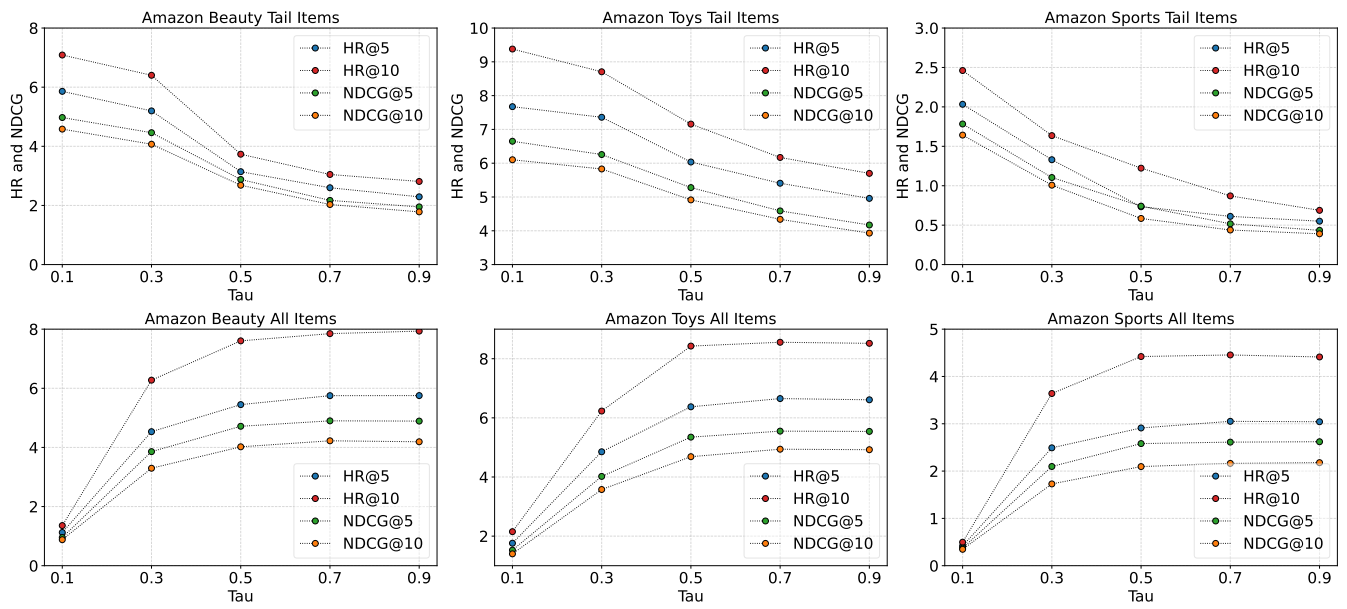 Amazon Beauty Tail Items
HR and NDCG
8
6
4
2
0
0.1 0.3 0.5 0.7 0.9
Tau
HR@5
HR@10
NDCG@5
NDCG@10
Amazon Toys Tail Items
HR and NDCG
10
9
8
7
6
5
4
3
0.1 0.3 0.5 0.7 0.9
Tau
HR@5
HR@10
NDCG@5
NDCG@10
Amazon Sports Tail Items
HR and NDCG
3.0
2.5
2.0
1.5
1.0
0.5
0.0
0.1 0.3 0.5 0.7 0.9
Tau
HR@5
HR@10
NDCG@5
NDCG@10
Amazon Beauty All Items
8
6
4
2
0
0.1 0.3 0.5 0.7 0.9
Tau
HR@5
HR@10
NDCG@5
NDCG@10
Amazon Toys All Items
8
6
4
2
0.1 0.3 0.5 0.7 0.9
Tau
HR@5
HR@10
NDCG@5
NDCG@10
Amazon Sports All Items
5
4
3
2
1
0
0.1 0.3 0.5 0.7 0.9
Tau
HR@5
HR@10
NDCG@5
NDCG@10